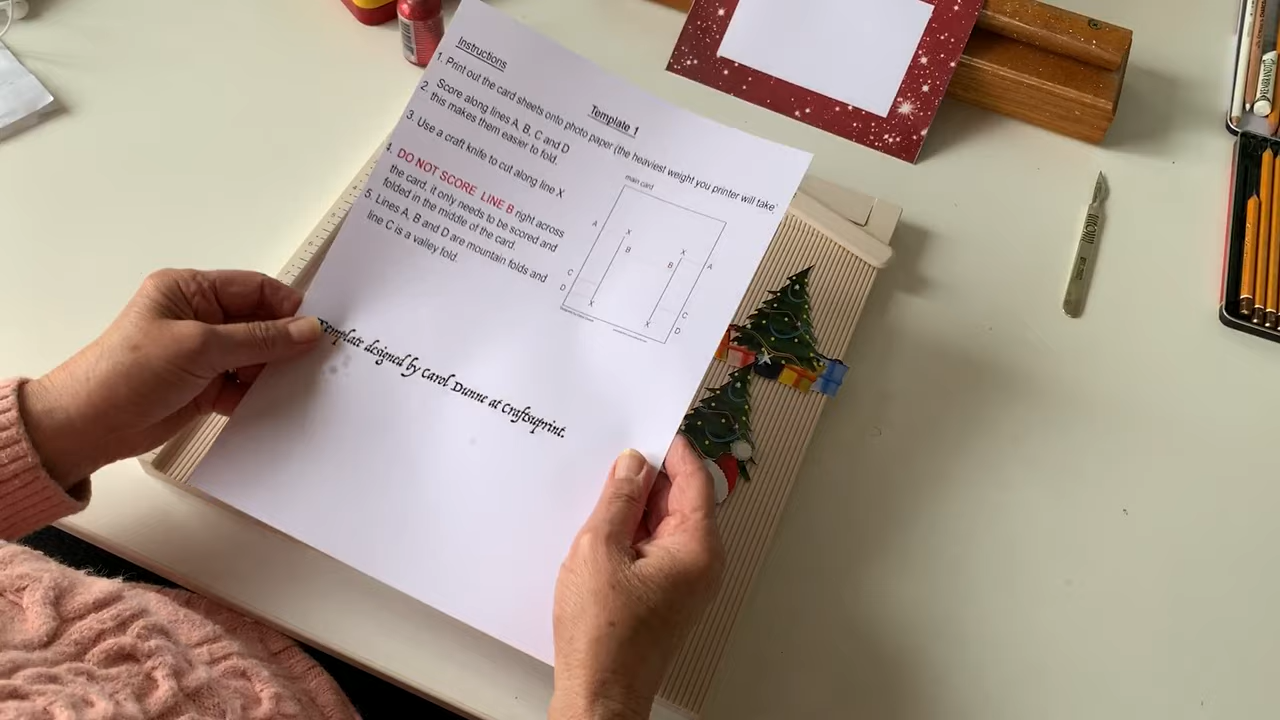 Instructions
Template 1
1. Print out the card sheets onto photo paper (the heaviest weight you printer will take.
2. Score along lines A, B, C and D
this makes them easier to fold.
3. Use a craft knife to cut along line X
4. DO NOT SCORE LINE B right across
the card, it only needs to be scored and
folded in the middle of the card.
5. Lines A, B and D are mountain folds and
line C is a valley fold.
main card
A
X
B
X
B
A
C
D
X
X
C
D
Template designed by Carol Dunne at Craftsuprint.